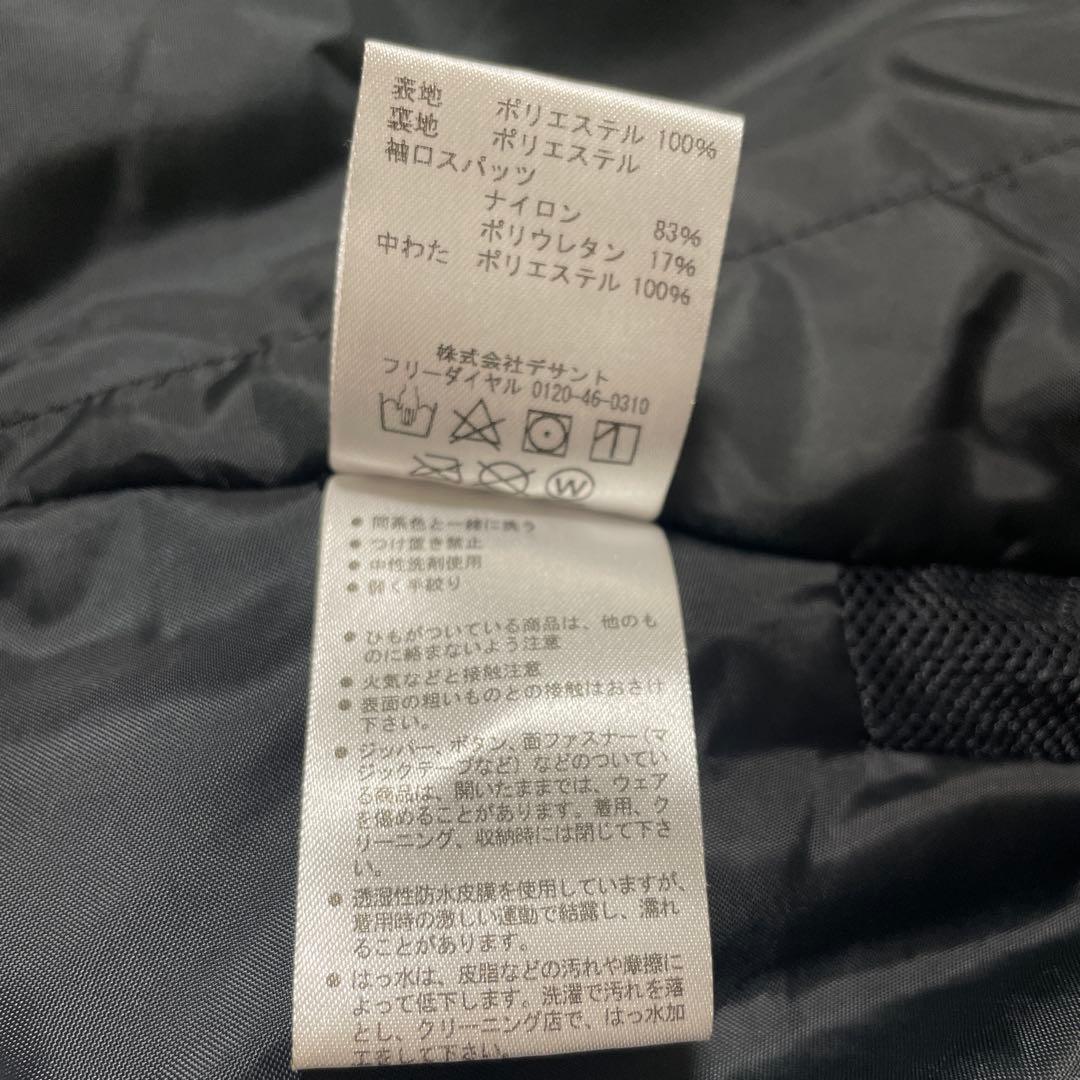 表地 ポリエステル 100%
裏地 ポリエステル
袖口スパッツ
ナイロン 83%
ポリウレタン 17%
中わた ポリエステル 100%
株式会社デサント
フリーダイヤル 0120-46-0310
W
● 同系色と一緒に洗う
● つけ置き禁止
● 中性洗剤使用
● 弱く手絞り
● ひもがついている商品は、他のも
のに絡まないよう注意
● 火気などと接触注意
● 表面の粗いものとの接触はおさけ
下さい。
● ジッパー、ボタン、面ファスナー(マ
ジックテープなど)などのついてい
る商品は、開いたままでは、ウェア
を傷めることがあります。着用、ク
リーニング、収納時には閉じて下さ
い。
● 透湿性防水皮膜を使用していますが、
着用時の激しい運動で結露し、濡れ
ることがあります。
● はっ水は、皮脂などの汚れや摩擦に
よって低下します。洗濯で汚れを落
とし、クリーニング店で、はっ水加
工をして下さい。